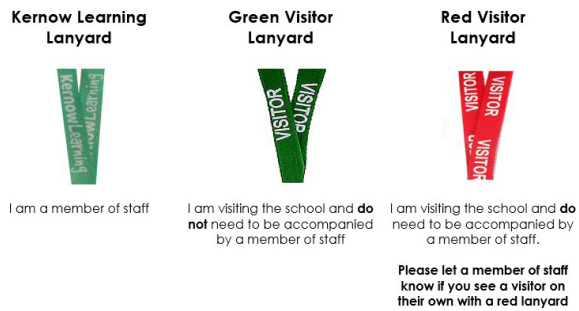 Kernow Learning
Lanyard
KernowLearning
Learning
I am a member of staff
Green Visitor
Lanyard
VISITOR
VISITOR
I am visiting the school and do
not need to be accompanied
by a member of staff
Red Visitor
Lanyard
VISITOR
VISITOR
VISITOR
VISITOR
I am visiting the school and do
need to be accompanied by
a member of staff.
Please let a member of staff
know if you see a visitor on
their own with a red lanyard